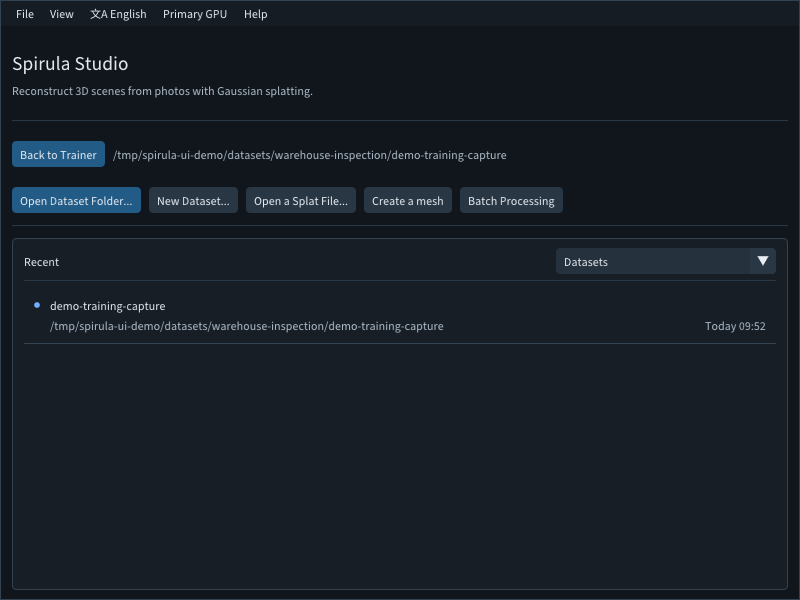 File View 文A English Primary GPU Help
Spirula Studio
Reconstruct 3D scenes from photos with Gaussian splatting.
Back to Trainer /tmp/spirula-ui-demo/datasets/warehouse-inspection/demo-training-capture
Open Dataset Folder... New Dataset... Open a Splat File... Create a mesh Batch Processing
Recent Datasets
demo-training-capture
/tmp/spirula-ui-demo/datasets/warehouse-inspection/demo-training-capture Today 09:52